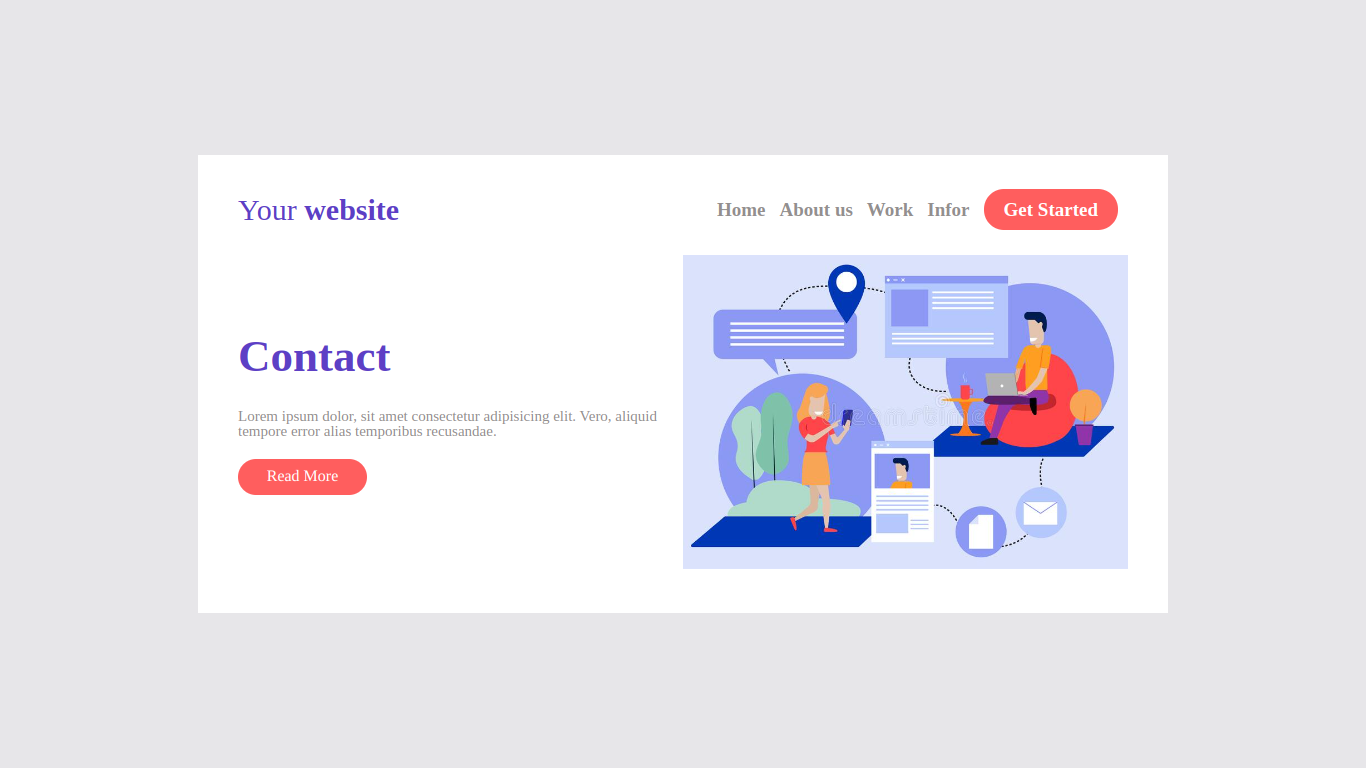 Your website
Home About us Work Infor Get Started
Contact
Lorem ipsum dolor, sit amet consectetur adipisicing elit. Vero, aliquid
tempore error alias temporibus recusandae.
dreamstime
Read More